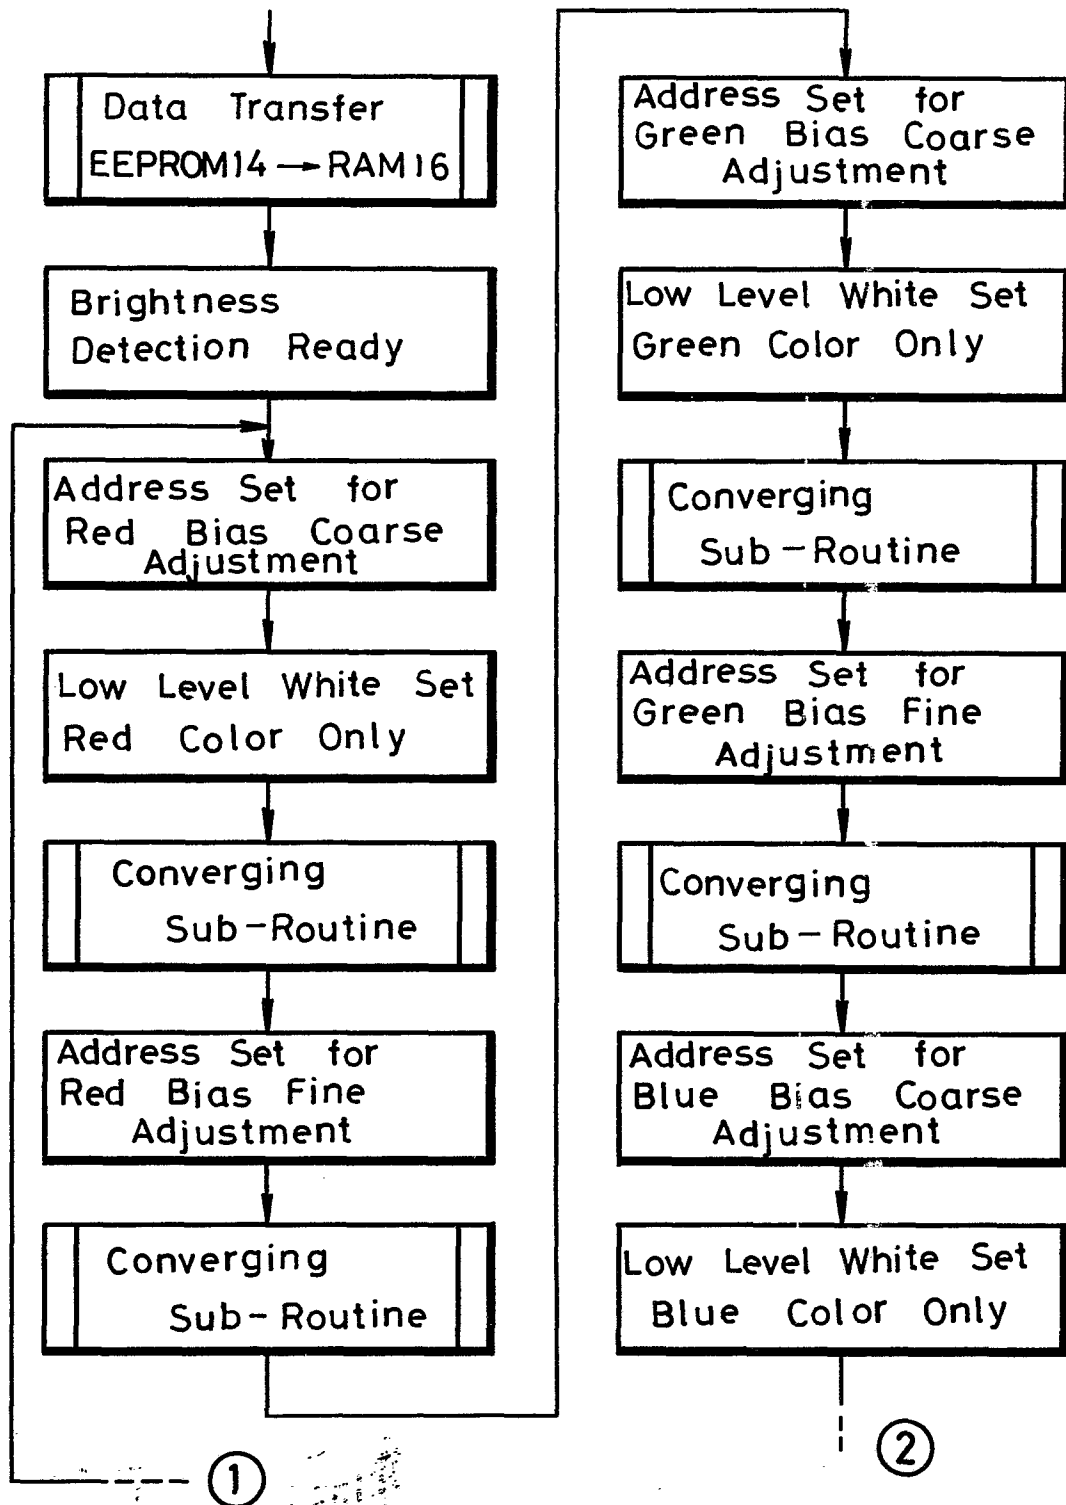 Data Transfer
EEPROM14 → RAM16
Brightness
Detection Ready
Address Set for
Red Bias Coarse
Adjustment
Low Level White Set
Red Color Only
Converging
Sub-Routine
Address Set for
Red Bias Fine
Adjustment
Converging
Sub-Routine
1
Address Set for
Green Bias Coarse
Adjustment
Low Level White Set
Green Color Only
Converging
Sub-Routine
Address Set for
Green Bias Fine
Adjustment
Converging
Sub-Routine
Address Set for
Blue Bias Coarse
Adjustment
Low Level White Set
Blue Color Only
2